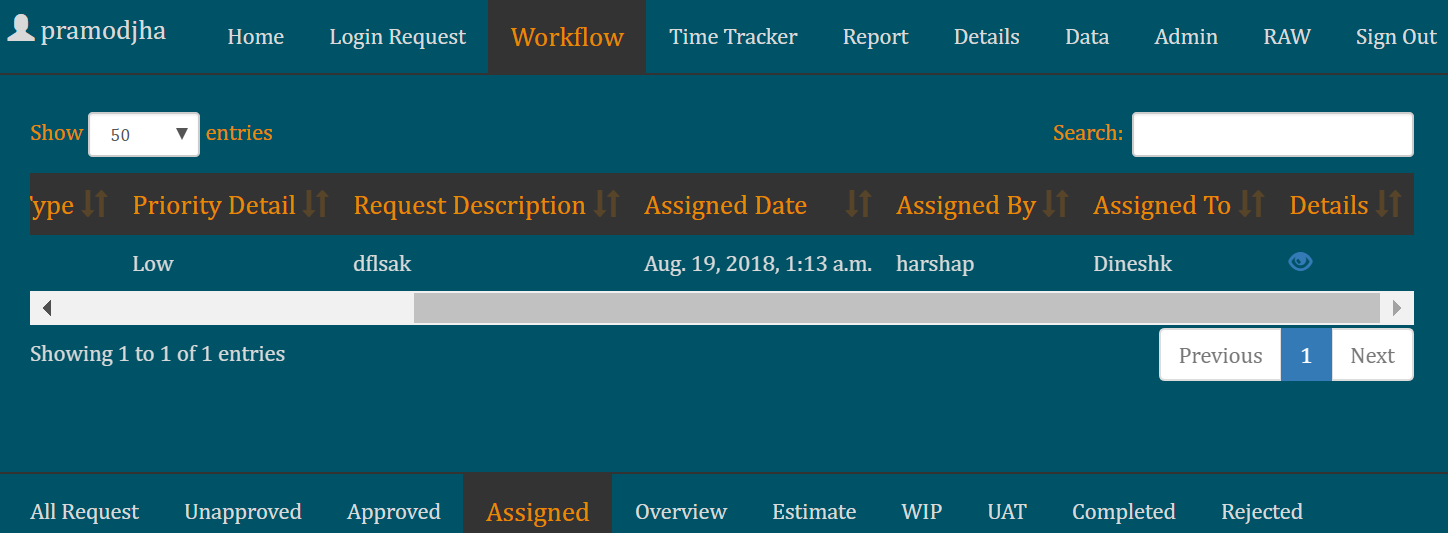 pramodjha Home Login Request Workflow Time Tracker Report Details Data Admin RAW Sign Out
Show 50 entries Search:
ype Priority Detail Request Description Assigned Date Assigned By Assigned To Details
Low dflsak Aug. 19, 2018, 1:13 a.m. harshap Dineshk
Showing 1 to 1 of 1 entries Previous 1 Next
All Request Unapproved Approved Assigned Overview Estimate WIP UAT Completed Rejected